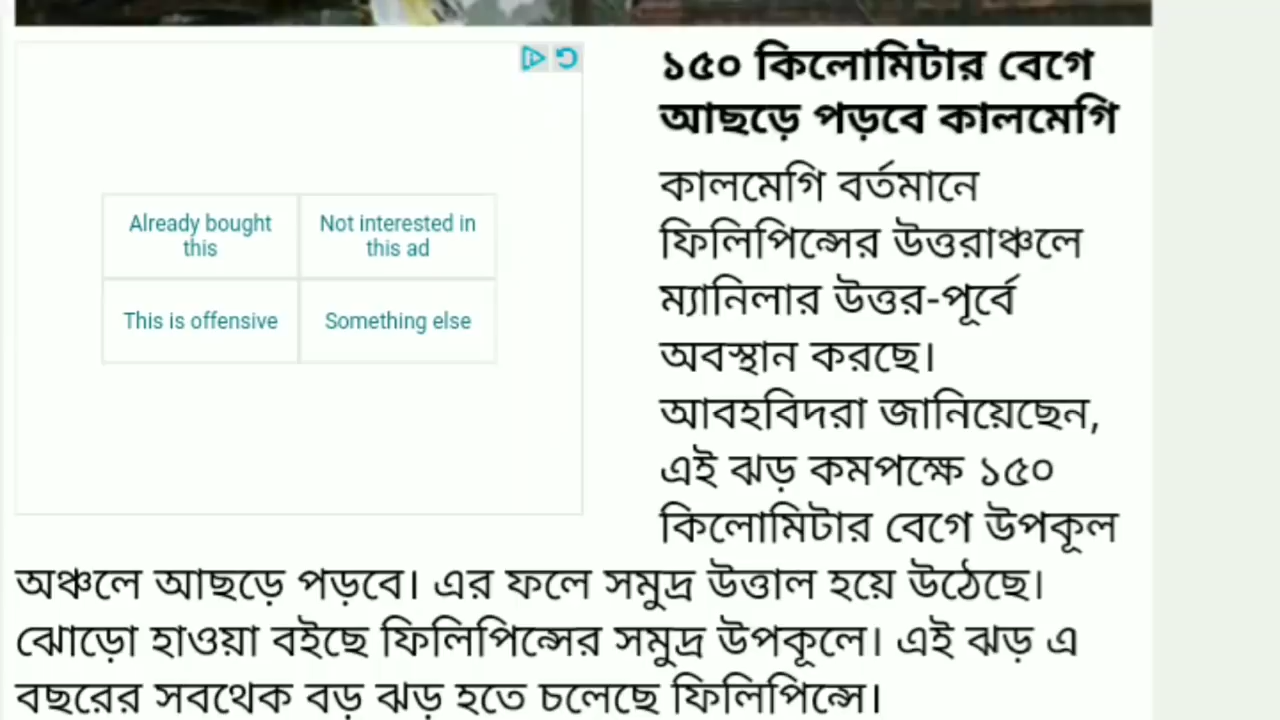 ১৫০ কিলোমিটার বেগে
আছড়ে পড়বে কালমেগি
কালমেগি বর্তমানে
ফিলিপিন্সের উত্তরাঞ্চলে
ম্যানিলার উত্তর-পূর্বে
অবস্থান করছে।
আবহবিদরা জানিয়েছেন,
এই ঝড় কমপক্ষে ১৫০
কিলোমিটার বেগে উপকূল
অঞ্চলে আছড়ে পড়বে। এর ফলে সমুদ্র উত্তাল হয়ে উঠেছে।
ঝোড়ো হাওয়া বইছে ফিলিপিন্সের সমুদ্র উপকূলে। এই ঝড় এ
বছরের সবথেক বড় ঝড় হতে চলেছে ফিলিপিন্সে।
Already bought
this
Not interested in
this ad
This is offensive
Something else